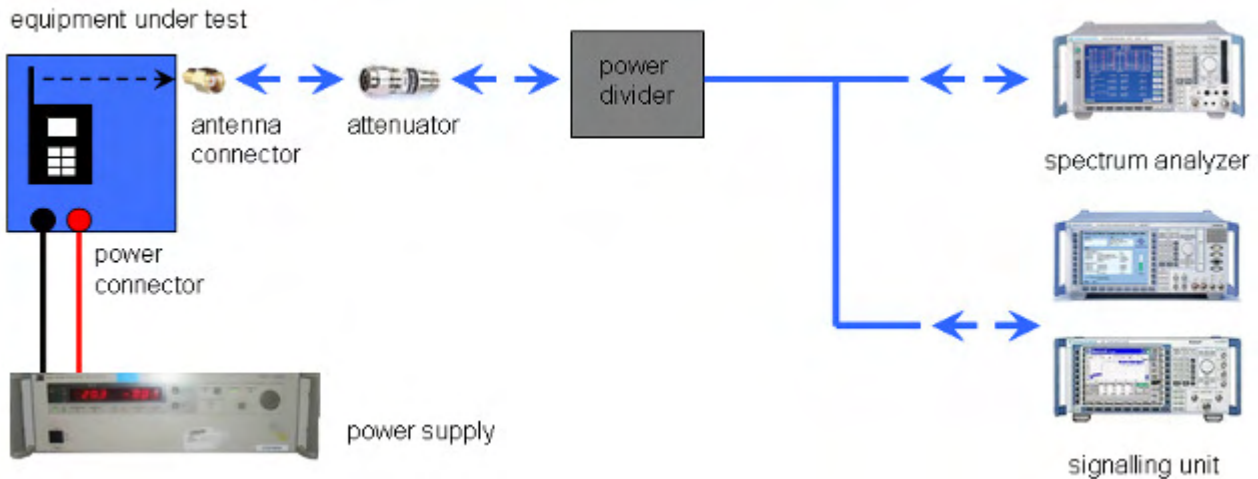 equipment under test
power
divider
antenna
connector
attenuator
spectrum analyzer
power
connector
power supply
signalling unit